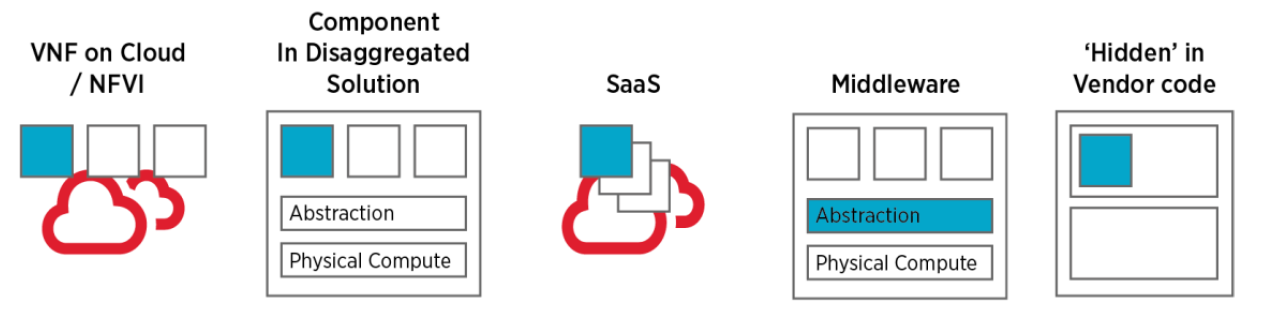 VNF on Cloud
/ NFVI
Component
In Disaggregated
Solution
Abstraction
Physical Compute
SaaS
Middleware
Abstraction
Physical Compute
‘Hidden’ in
Vendor code